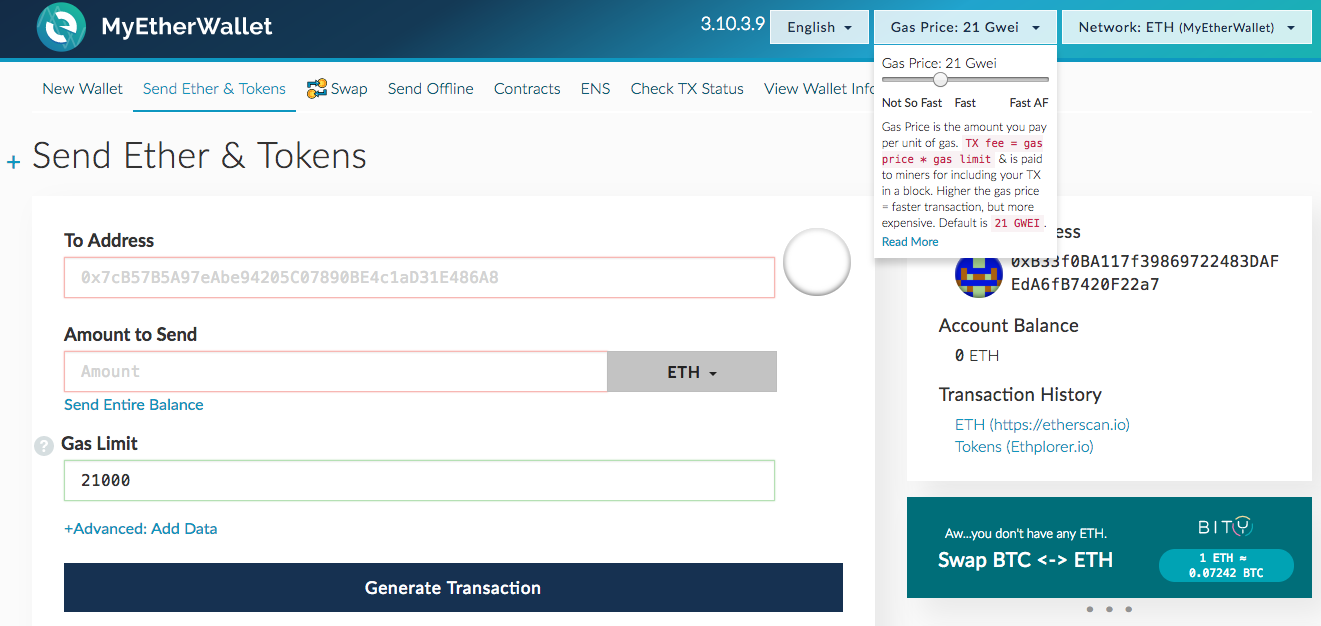 MyEtherWallet
3.10.3.9
English
Gas Price: 21 Gwei
Network: ETH (MyEtherWallet)
New Wallet
Send Ether & Tokens
Swap
Send Offline
Contracts
ENS
Check TX Status
View Wallet Info
Gas Price: 21 Gwei
Not So Fast Fast Fast AF
Gas Price is the amount you pay
per unit of gas. TX fee = gas
price * gas limit & is paid
to miners for including your TX
in a block. Higher the gas price
= faster transaction, but more
expensive. Default is 21 GWEI .
Read More
+ Send Ether & Tokens
To Address
0x7cB57B5A97eAbe94205C07890BE4c1aD31E486A8
Amount to Send
Amount
ETH
Send Entire Balance
? Gas Limit
21000
+Advanced: Add Data
Generate Transaction
ess
0xB33f0BA117f39869722483DAF
EdA6fB7420F22a7
Account Balance
0 ETH
Transaction History
ETH (https://etherscan.io)
Tokens (Ethplorer.io)
Aw...you don't have any ETH.
Swap BTC <-> ETH
BITY
1 ETH ≈
0.07242 BTC